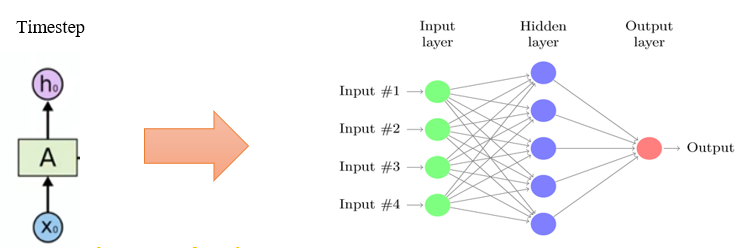 Timestep
h₀
A
x₀
Input
layer
Hidden
layer
Output
layer
Input #1
Input #2
Input #3
Input #4
Output